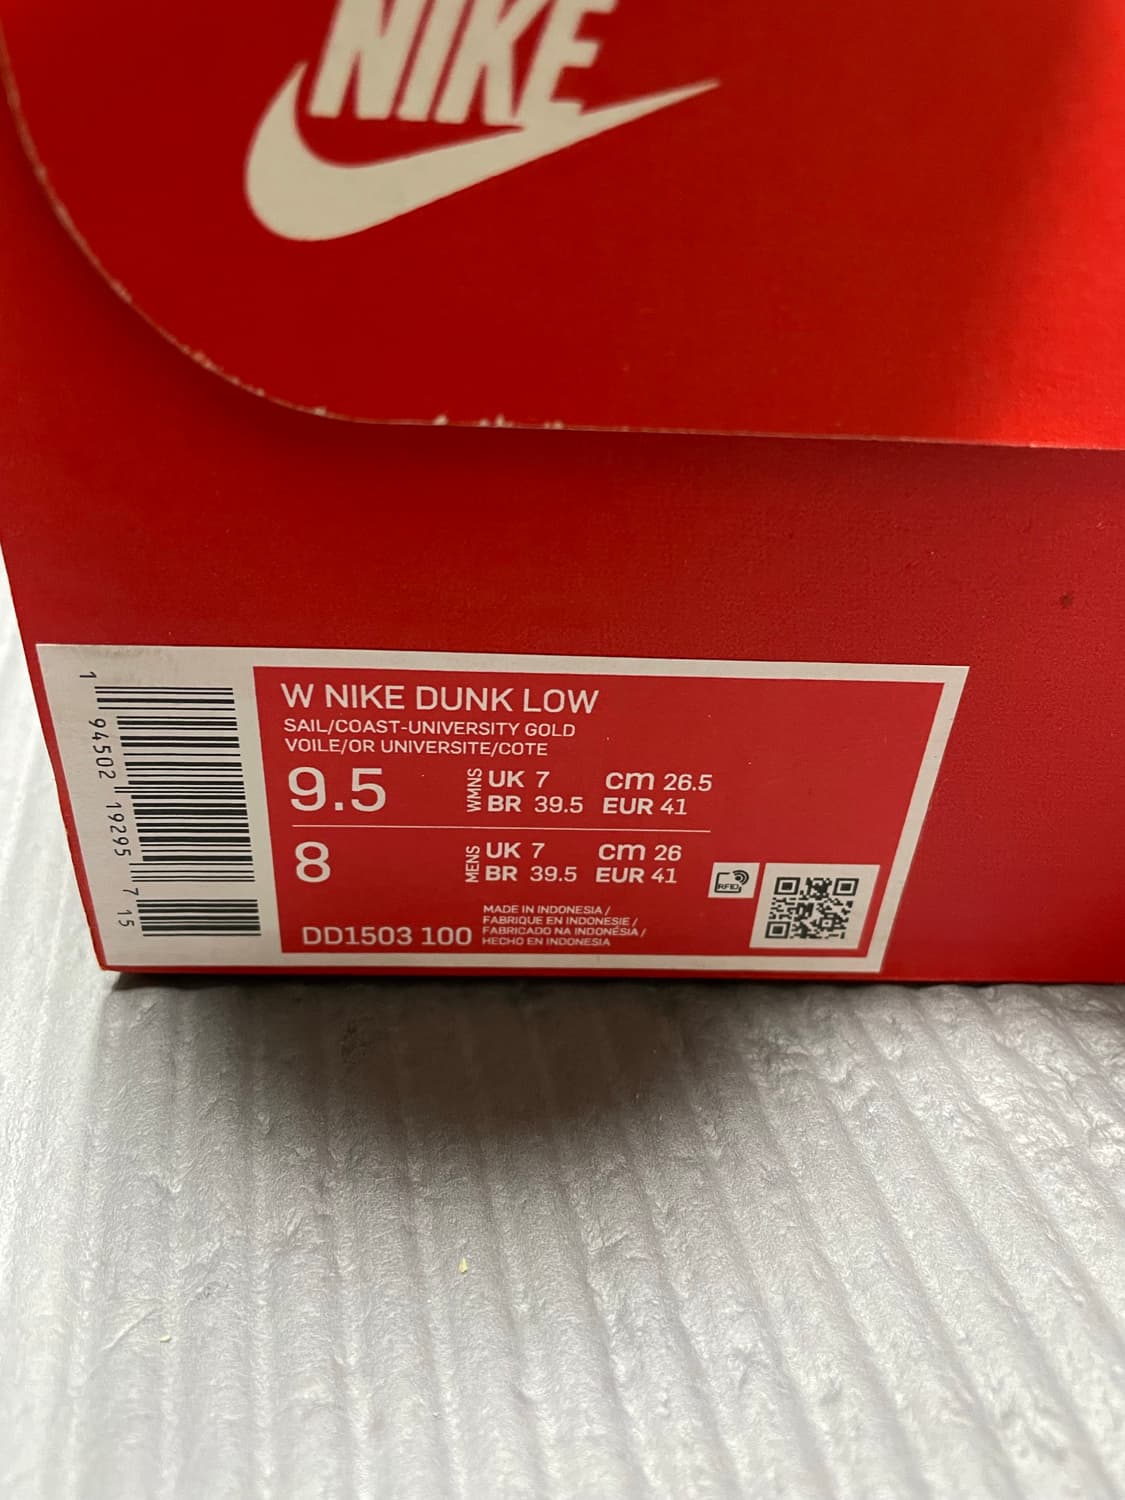 NIKE
W NIKE DUNK LOW
SAIL/COAST-UNIVERSITY GOLD
VOILE/OR UNIVERSITE/COTE
9.5 WMNS UK 7 cm 26.5
BR 39.5 EUR 41
8 MENS UK 7 cm 26
BR 39.5 EUR 41
RFID
MADE IN INDONESIA /
FABRIQUE EN INDONESIE /
FABRICADO NA INDONÉSIA /
HECHO EN INDONESIA
DD1503 100
1 94502 19295 7 15